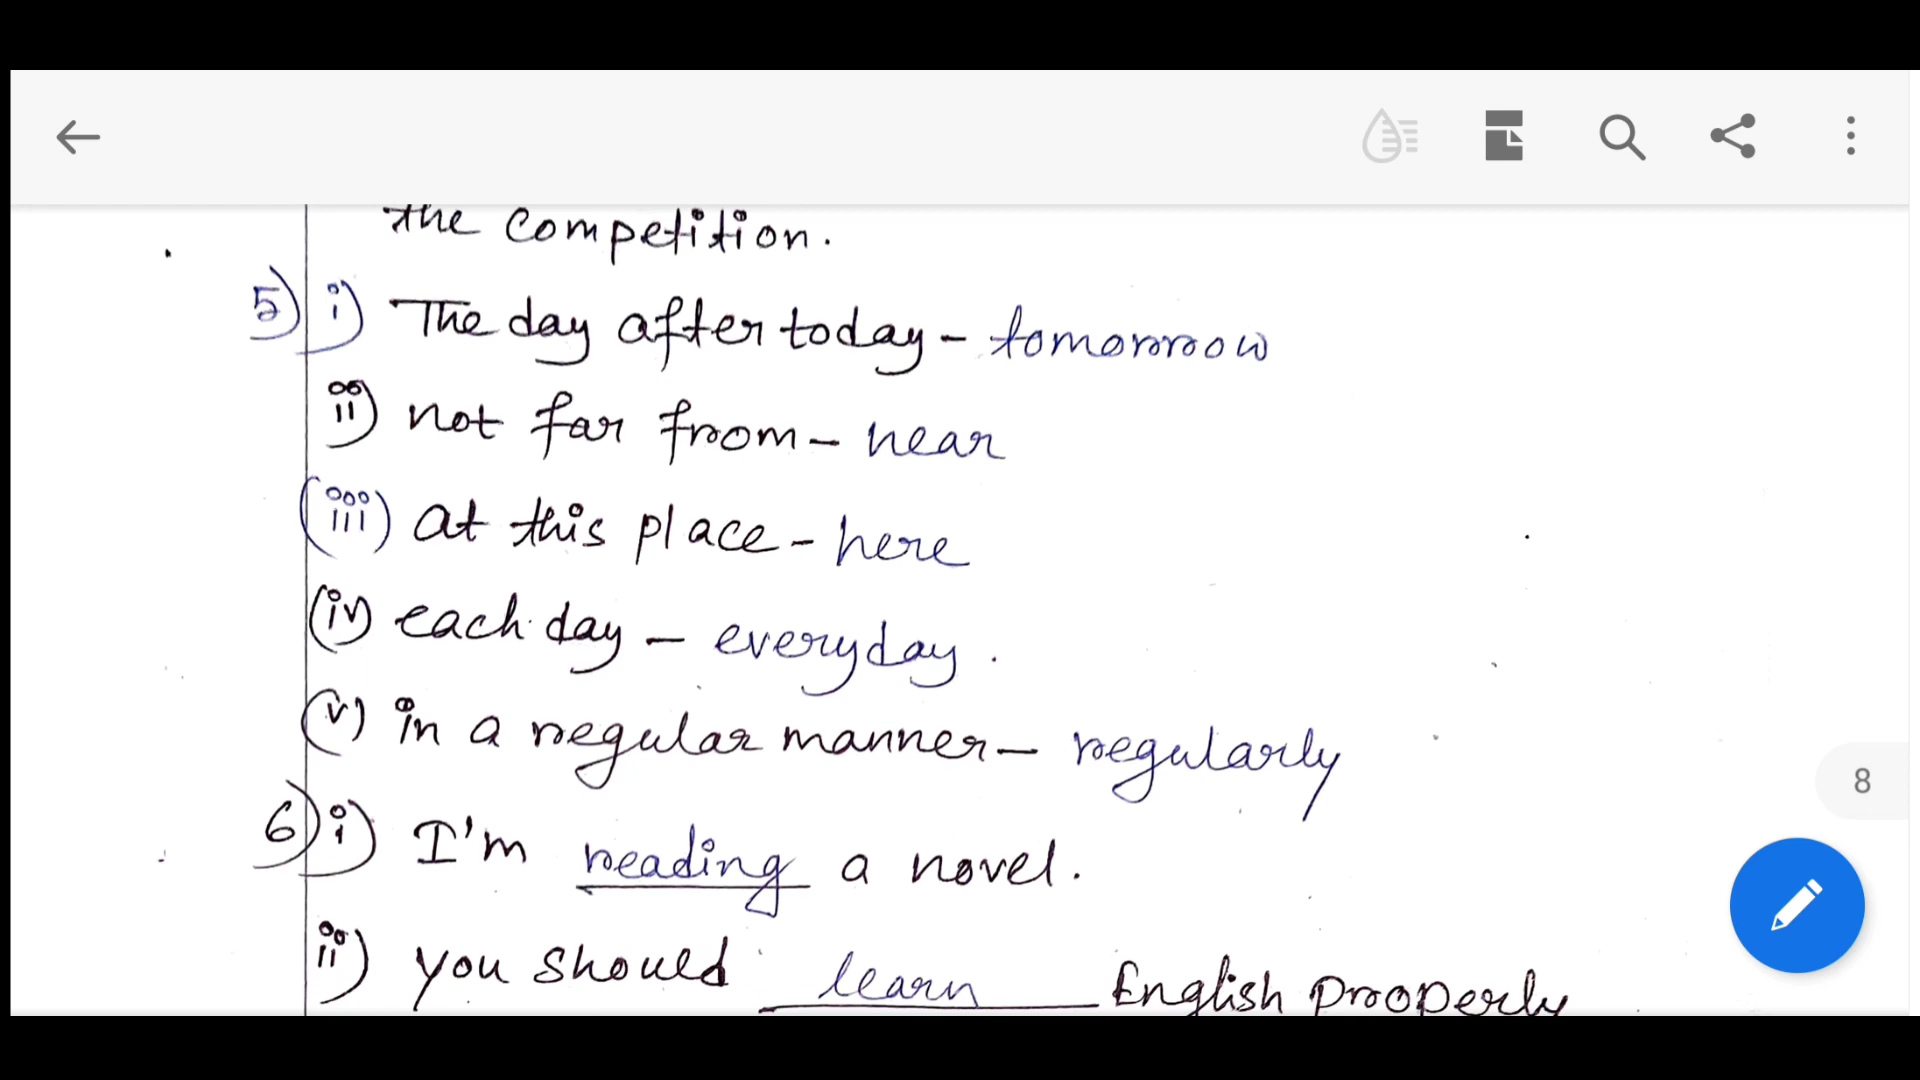 the competition.
5) i) The day after today - tomorrow
ii) not far from - near
(iii) at this place - here
(iv) each day - everyday.
(v) in a regular manner - regularly
6) i) I'm reading a novel.
8
ii) you should learn English properly